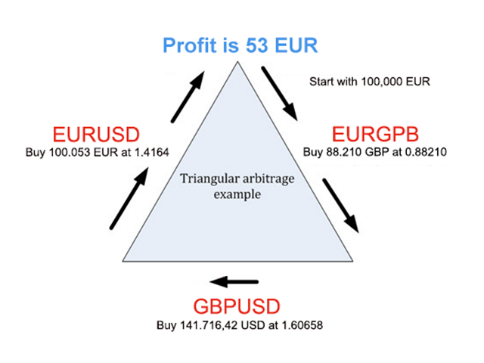 Profit is 53 EUR
Start with 100,000 EUR
EURUSD
Buy 100.053 EUR at 1.4164
EURGPB
Buy 88.210 GBP at 0.88210
Triangular arbitrage
example
GBPUSD
Buy 141.716,42 USD at 1.60658